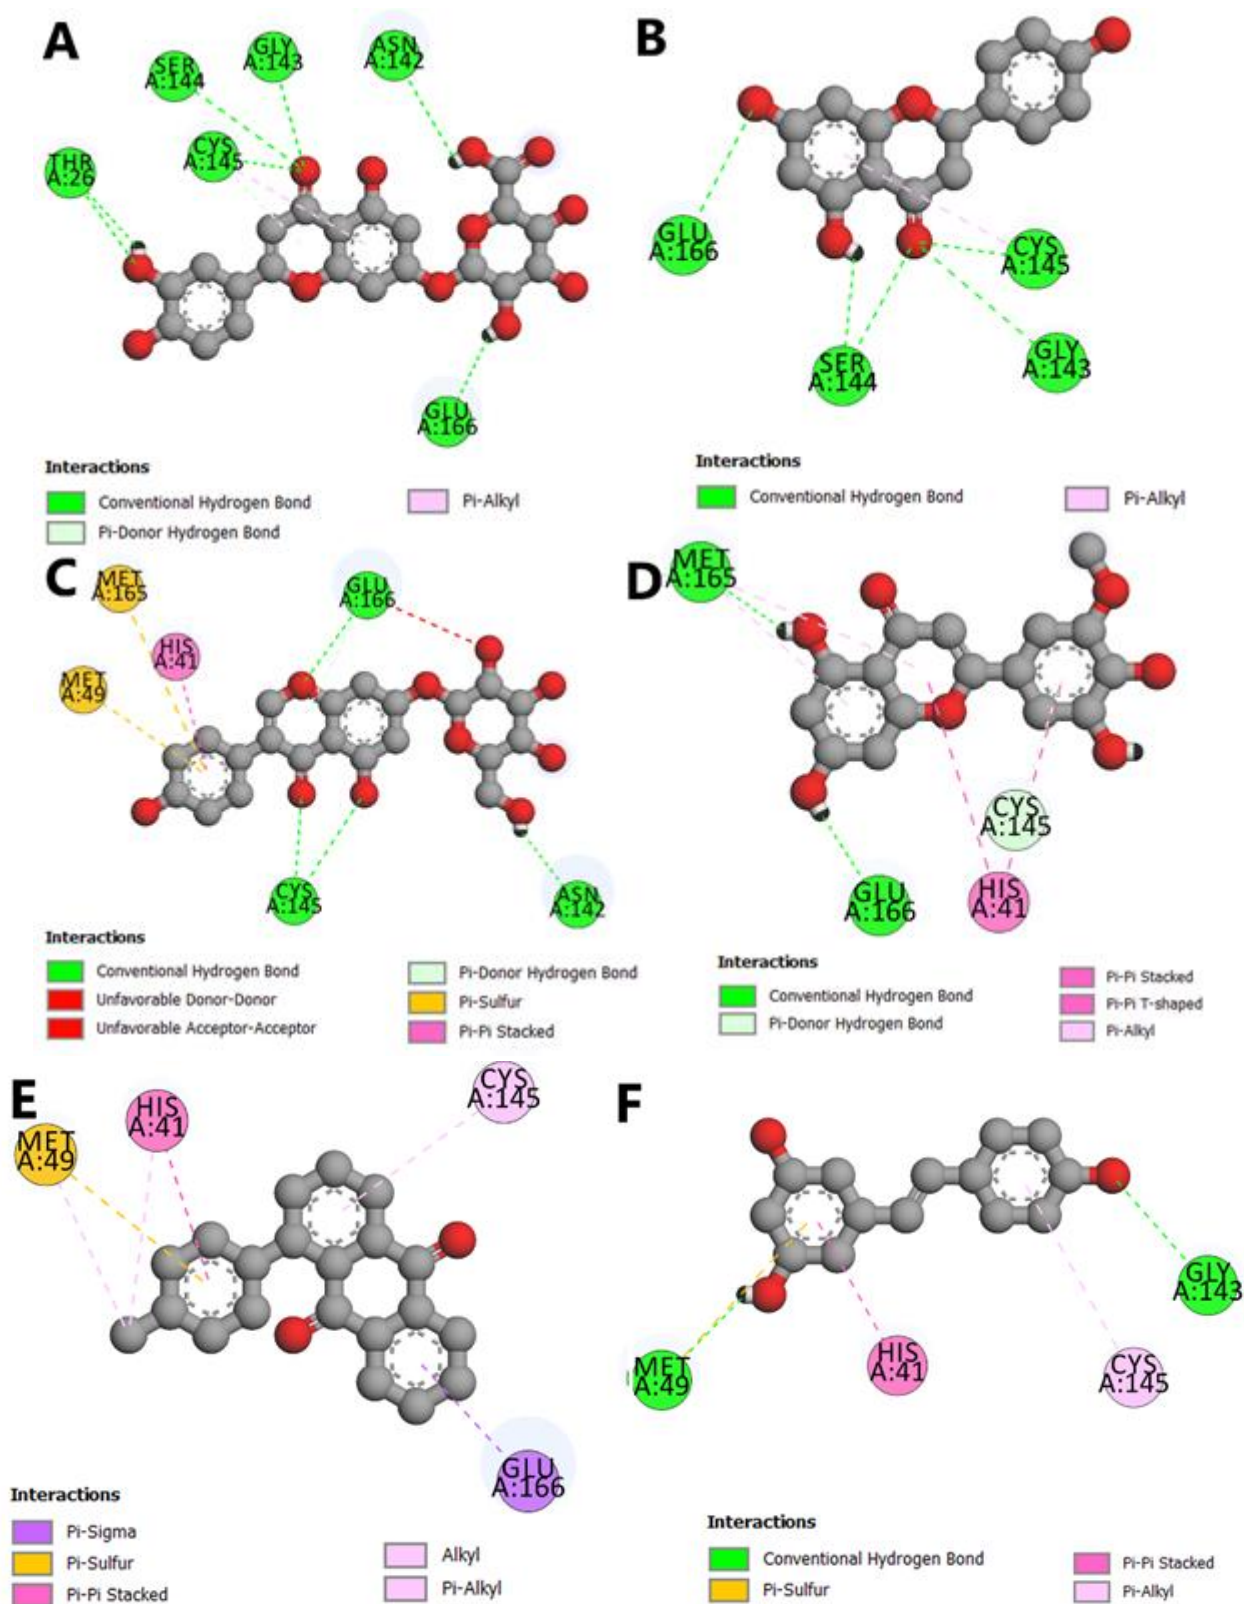 A
SER
A:144
GLY
A:143
ASN
A:142
CYS
A:145
THR
A:26
GLU
A:166
Interactions
Conventional Hydrogen Bond
Pi-Donor Hydrogen Bond
Pi-Alkyl
B
GLU
A:166
CYS
A:145
SER
A:144
GLY
A:143
Interactions
Conventional Hydrogen Bond
Pi-Alkyl
C
MET
A:165
HIS
A:41
MET
A:49
GLU
A:166
CYS
A:145
ASN
A:142
Interactions
Conventional Hydrogen Bond
Unfavorable Donor-Donor
Unfavorable Acceptor-Acceptor
Pi-Donor Hydrogen Bond
Pi-Sulfur
Pi-Pi Stacked
D
MET
A:165
CYS
A:145
GLU
A:166
HIS
A:41
Interactions
Conventional Hydrogen Bond
Pi-Donor Hydrogen Bond
Pi-Pi Stacked
Pi-Pi T-shaped
Pi-Alkyl
E
MET
A:49
HIS
A:41
CYS
A:145
GLU
A:166
Interactions
Pi-Sigma
Pi-Sulfur
Pi-Pi Stacked
Alkyl
Pi-Alkyl
F
MET
A:49
HIS
A:41
CYS
A:145
GLY
A:143
Interactions
Conventional Hydrogen Bond
Pi-Sulfur
Pi-Pi Stacked
Pi-Alkyl